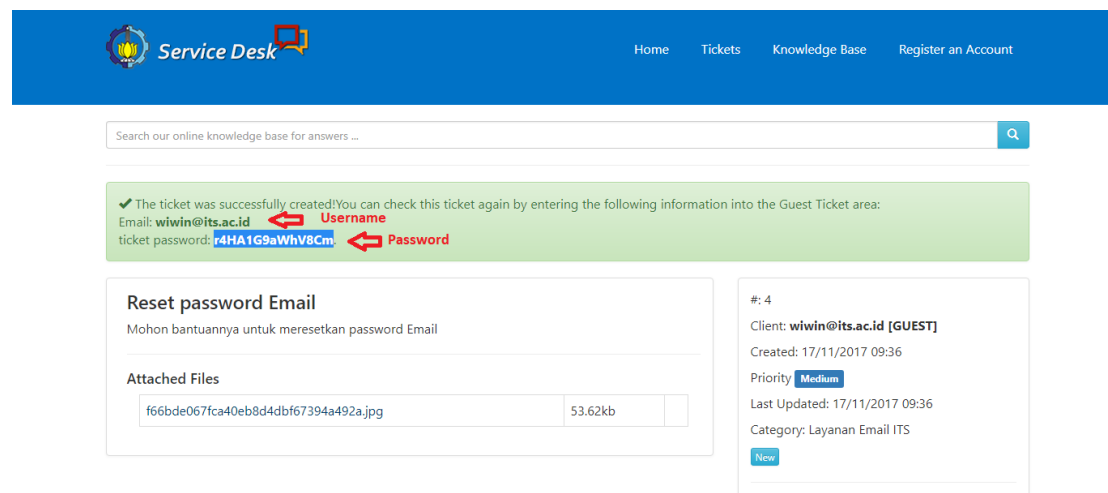 Service Desk
Home Tickets Knowledge Base Register an Account
Search our online knowledge base for answers ...
The ticket was successfully created!You can check this ticket again by entering the following information into the Guest Ticket area:
Email: wiwin@its.ac.id Username
ticket password: r4HA1G9aWhV8Cm. Password
Reset password Email
Mohon bantuannya untuk meresetkan password Email
Attached Files
f66bde067fca40eb8d4dbf67394a492a.jpg 53.62kb
#: 4
Client: wiwin@its.ac.id [GUEST]
Created: 17/11/2017 09:36
Priority Medium
Last Updated: 17/11/2017 09:36
Category: Layanan Email ITS
New